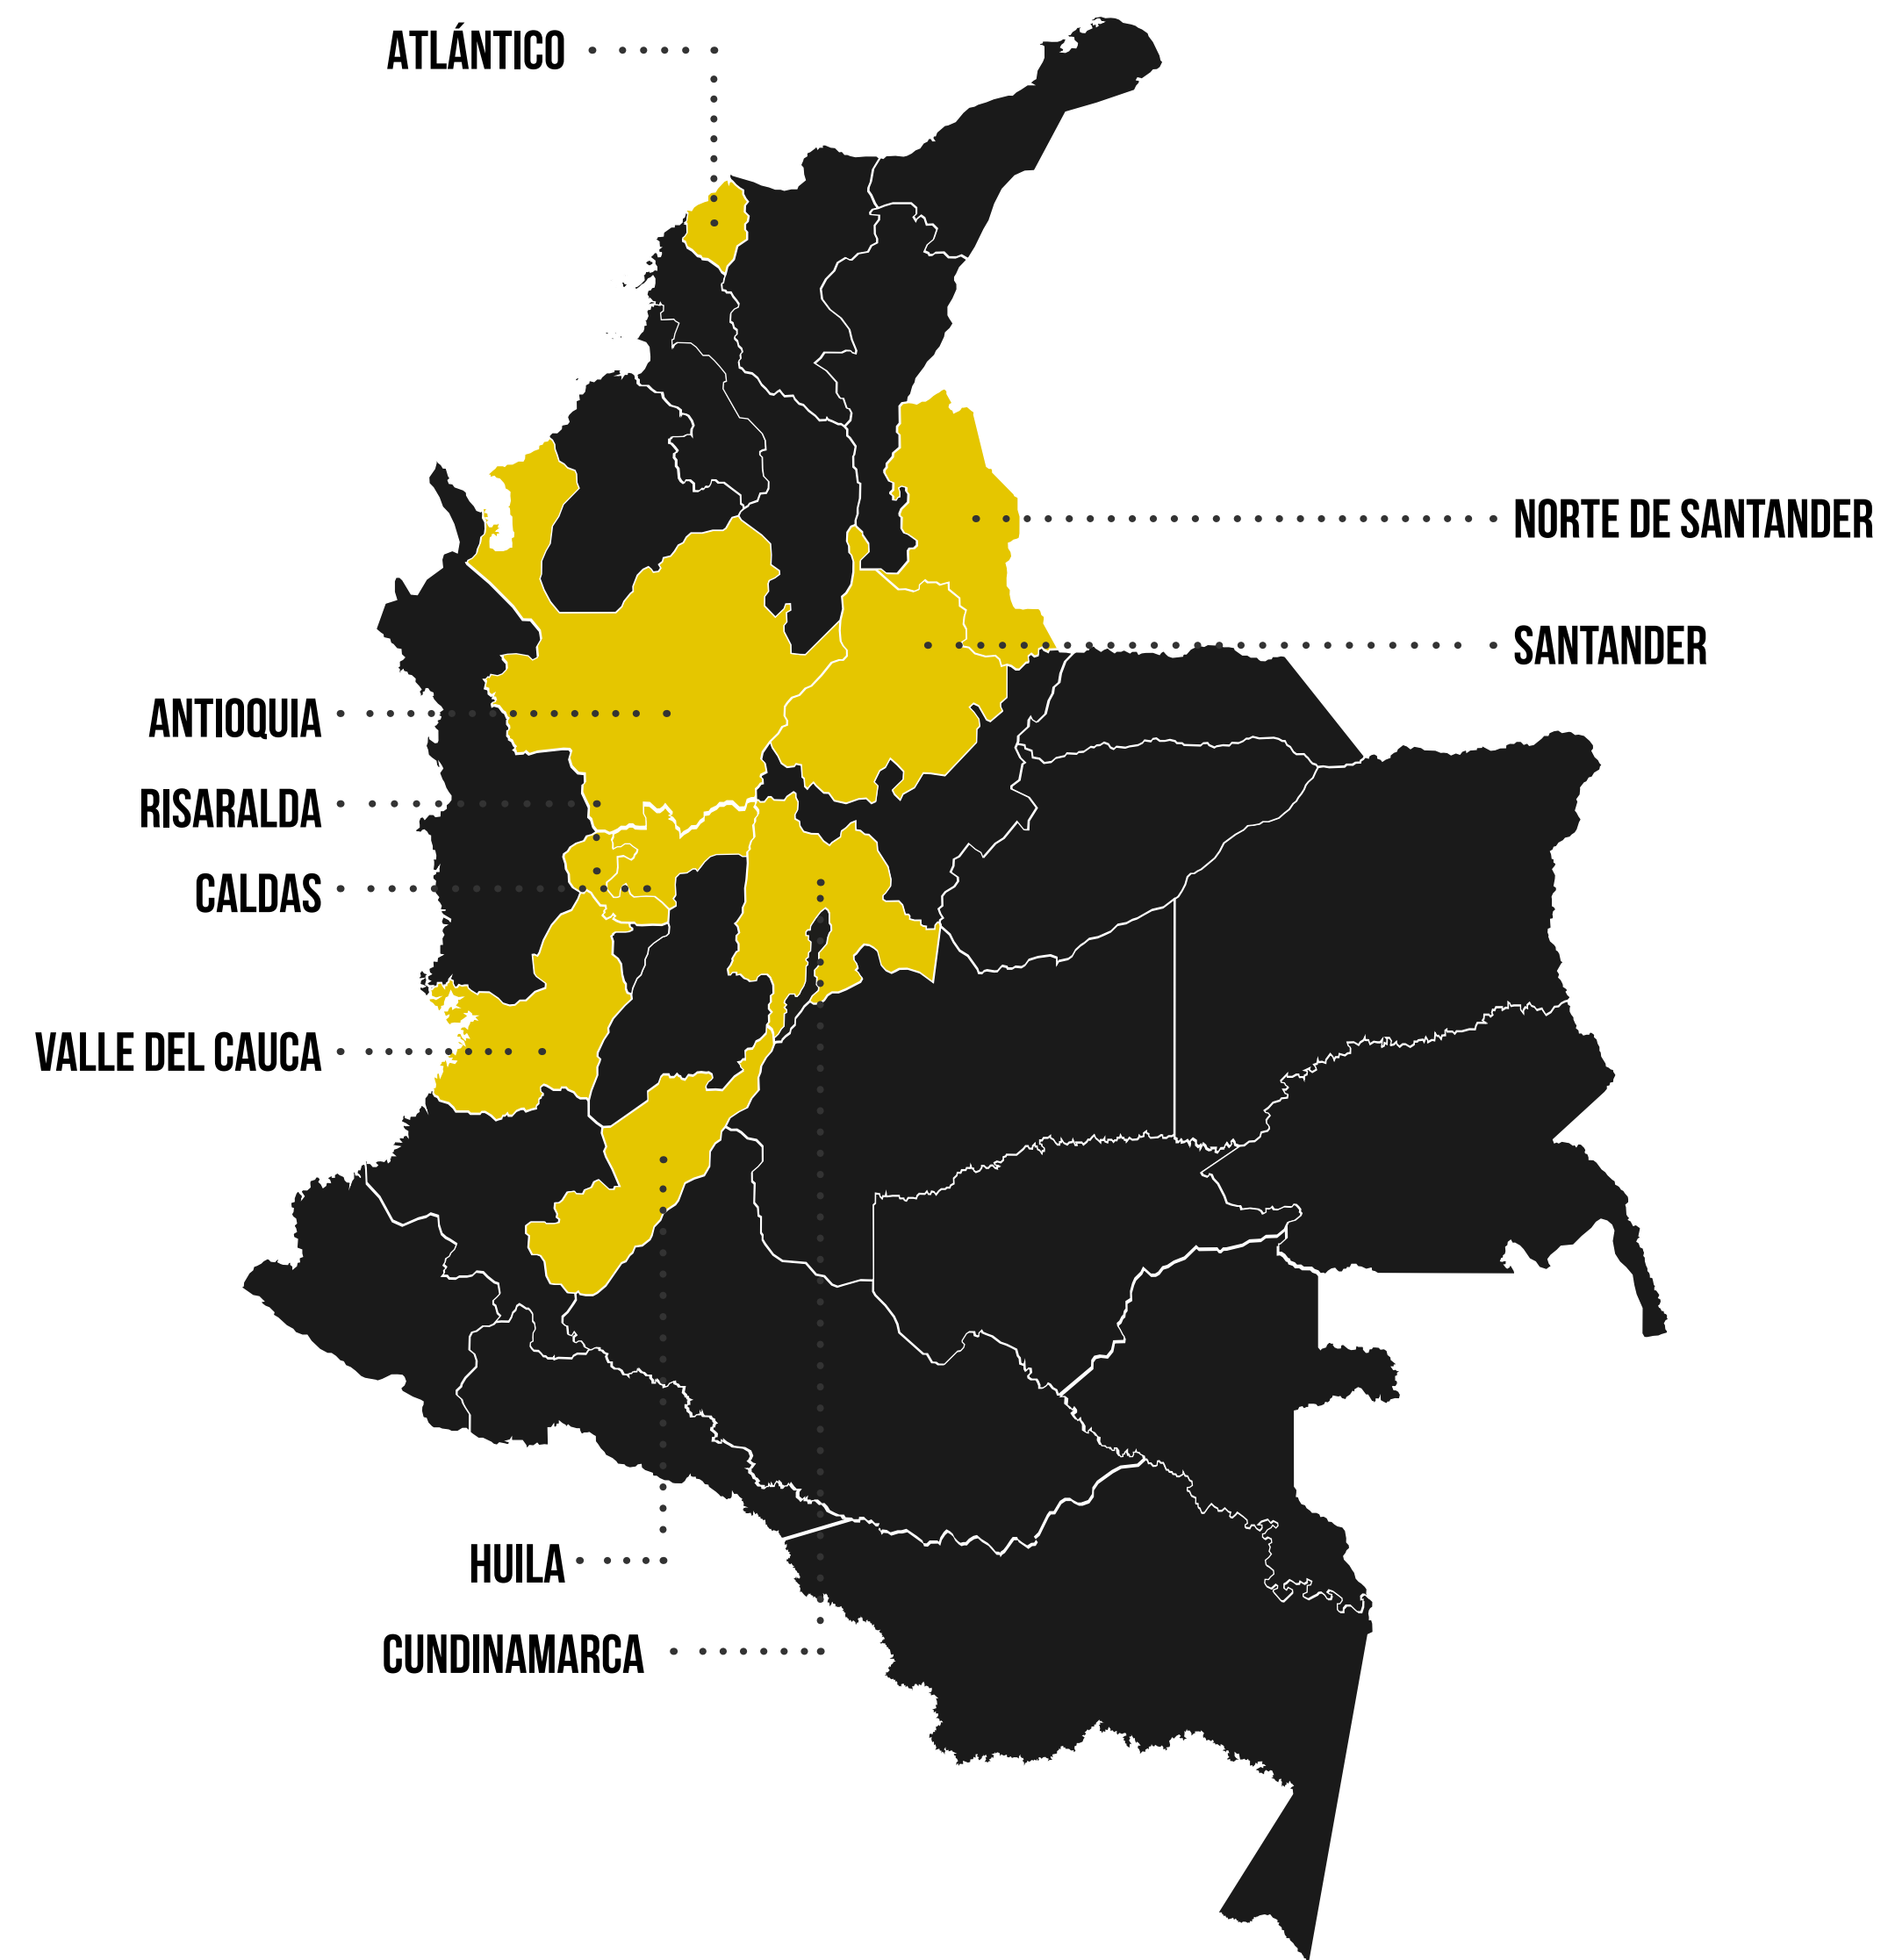 ATLÁNTICO
NORTE DE SANTANDER
SANTANDER
ANTIOQUIA
RISARALDA
CALDAS
VALLE DEL CAUCA
HUILA
CUNDINAMARCA